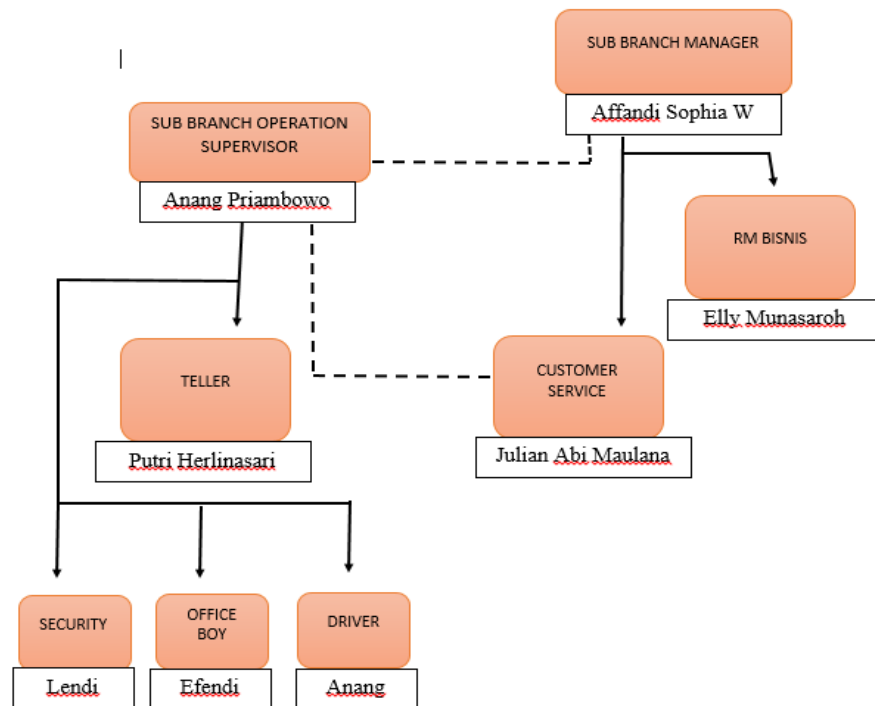 SUB BRANCH MANAGER
Affandi Sophia W
SUB BRANCH OPERATION
SUPERVISOR
Anang Priambowo
RM BISNIS
Elly Munasaroh
TELLER
Putri Herlinasari
CUSTOMER
SERVICE
Julian Abi Maulana
SECURITY
Lendi
OFFICE
BOY
Efendi
DRIVER
Anang